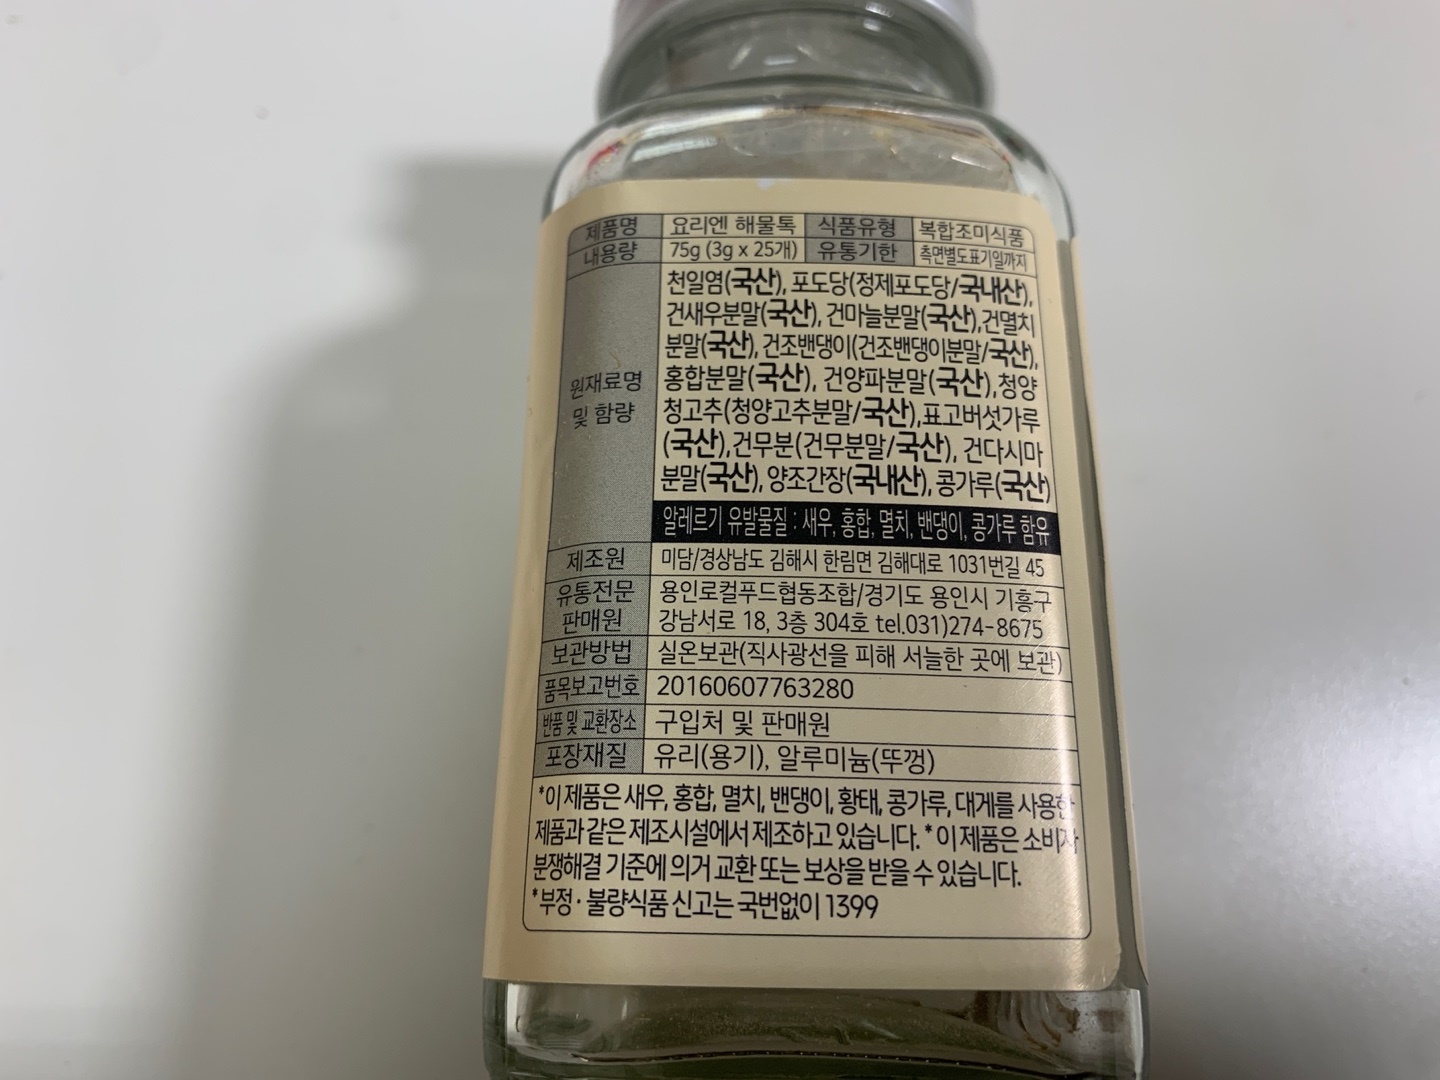 제품명 요리엔 해물톡 식품유형 복합조미식품
내용량 75g (3g x 25개) 유통기한 측면별도표기일까지
원재료명 및 함량
천일염(국산), 포도당(정제포도당/국내산),
건새우분말(국산), 건마늘분말(국산),건멸치
분말(국산), 건조밴댕이(건조밴댕이분말/국산),
홍합분말(국산), 건양파분말(국산),청양
청고추(청양고추분말/국산),표고버섯가루
(국산),건무분(건무분말/국산), 건다시마
분말(국산), 양조간장(국내산), 콩가루(국산)
알레르기 유발물질 : 새우, 홍합, 멸치, 밴댕이, 콩가루 함유
제조원 미담/경상남도 김해시 한림면 김해대로 1031번길 45
유통전문 용인로컬푸드협동조합/경기도 용인시 기흥구
판매원 강남서로 18, 3층 304호 tel.031)274-8675
보관방법 실온보관(직사광선을 피해 서늘한 곳에 보관)
품목보고번호 20160607763280
반품 및 교환장소 구입처 및 판매원
포장재질 유리(용기), 알루미늄(뚜껑)
*이 제품은 새우, 홍합, 멸치, 밴댕이, 황태, 콩가루, 대게를 사용한
제품과 같은 제조시설에서 제조하고 있습니다. *이 제품은 소비자
분쟁해결 기준에 의거 교환 또는 보상을 받을 수 있습니다.
*부정·불량식품 신고는 국번없이 1399